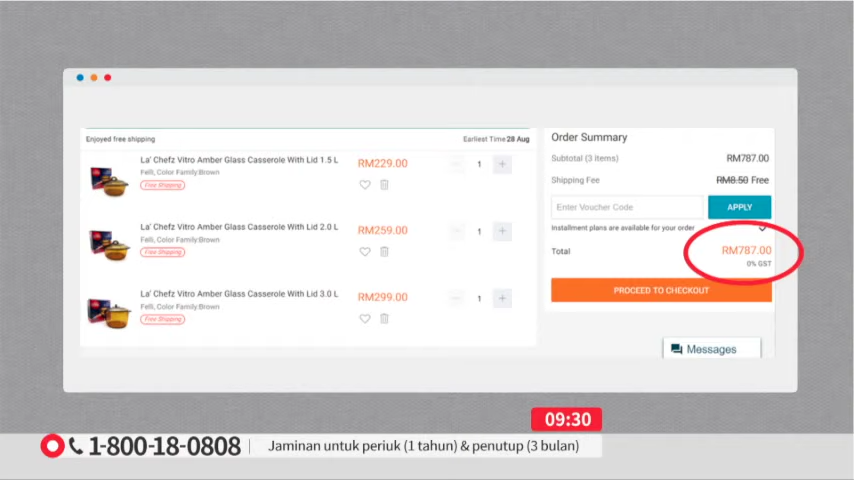 Enjoyed free shipping
Earliest Time 28 Aug
La' Chefz Vitro Amber Glass Casserole With Lid 1.5 L
Felli, Color Family:Brown
Free Shipping
RM229.00
1
La' Chefz Vitro Amber Glass Casserole With Lid 2.0 L
Felli, Color Family:Brown
Free Shipping
RM259.00
1
La' Chefz Vitro Amber Glass Casserole With Lid 3.0 L
Felli, Color Family:Brown
Free Shipping
RM299.00
1
Order Summary
Subtotal (3 Items) RM787.00
Shipping Fee RM8.50 Free
Enter Voucher Code APPLY
Installment plans are available for your order
Total RM787.00
0% GST
PROCEED TO CHECKOUT
Messages
09:30
1-800-18-0808 Jaminan untuk periuk (1 tahun) & penutup (3 bulan)